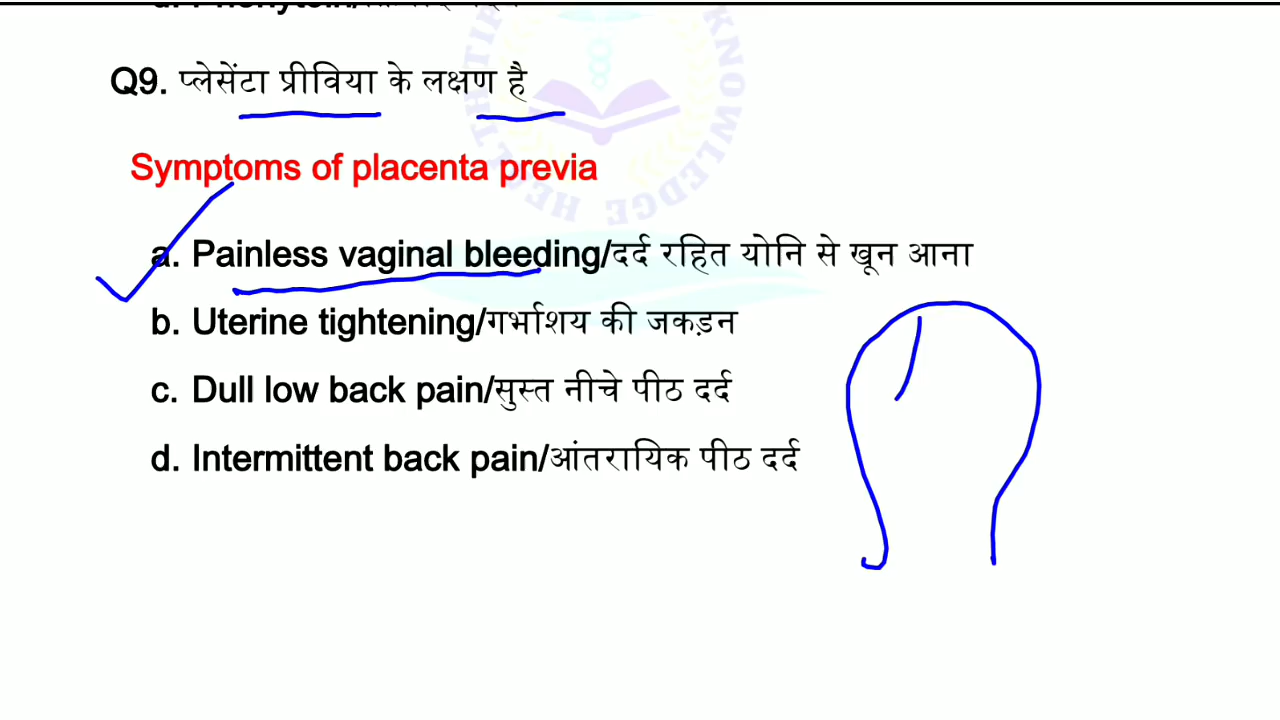 Q9. प्लेसेंटा प्रीविया के लक्षण है
Symptoms of placenta previa
a. Painless vaginal bleeding/दर्द रहित योनि से खून आना
b. Uterine tightening/गर्भाशय की जकड़न
c. Dull low back pain/सुस्त नीचे पीठ दर्द
d. Intermittent back pain/आंतरायिक पीठ दर्द
KNOWLEDGE